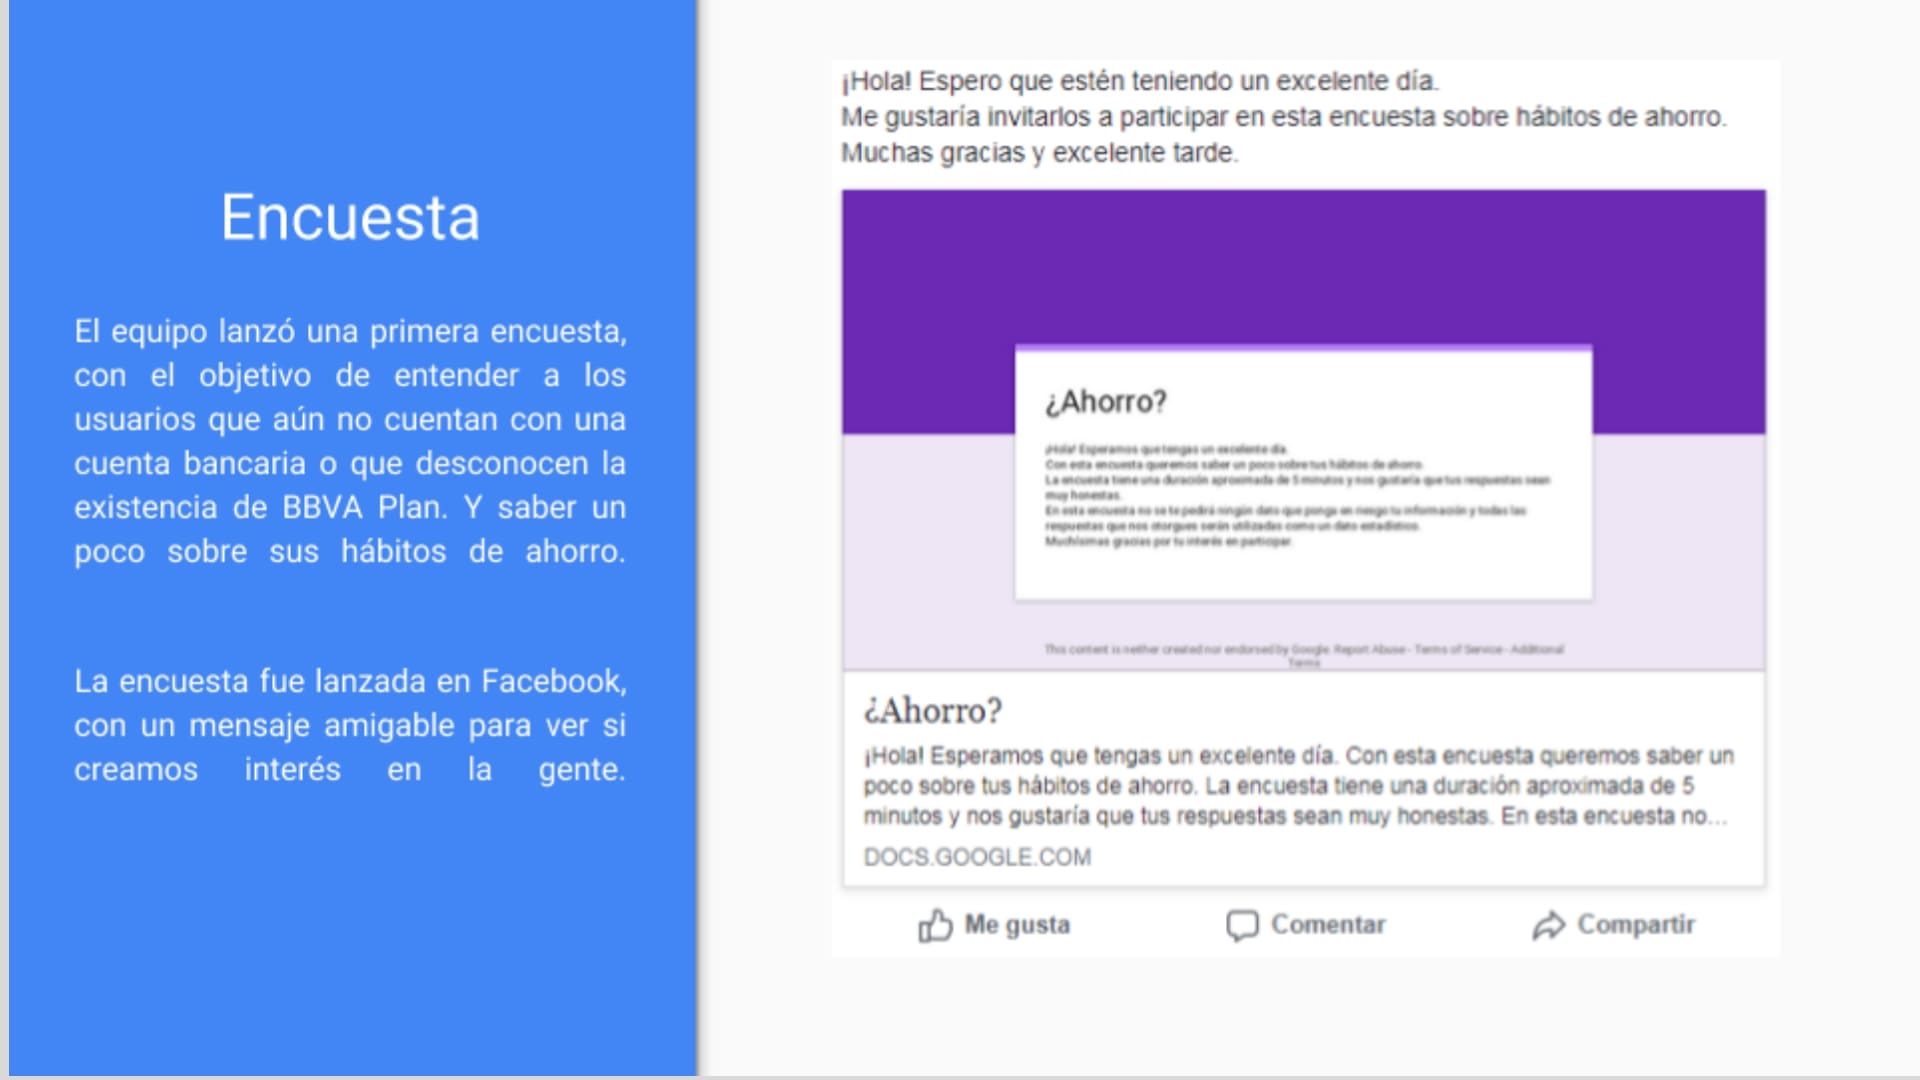 Encuesta
El equipo lanzó una primera encuesta,
con el objetivo de entender a los
usuarios que aún no cuentan con una
cuenta bancaria o que desconocen la
existencia de BBVA Plan. Y saber un
poco sobre sus hábitos de ahorro.
La encuesta fue lanzada en Facebook,
con un mensaje amigable para ver si
creamos interés en la gente.
¡Hola! Espero que estén teniendo un excelente día.
Me gustaría invitarlos a participar en esta encuesta sobre hábitos de ahorro.
Muchas gracias y excelente tarde.
¿Ahorro?
¡Hola! Esperamos que tengas un excelente día.
Con esta encuesta queremos saber un poco sobre tus hábitos de ahorro.
La encuesta tiene una duración aproximada de 5 minutos y nos gustaría que tus respuestas sean
muy honestas.
En esta encuesta no se te pedirá ningún dato que ponga en riesgo tu información y todas las
respuestas que nos otorgues serán utilizadas como un dato estadístico.
Muchísimas gracias por tu interés en participar.
This content is neither created nor endorsed by Google. Report Abuse - Terms of Service - Additional
Terms
¿Ahorro?
¡Hola! Esperamos que tengas un excelente día. Con esta encuesta queremos saber un
poco sobre tus hábitos de ahorro. La encuesta tiene una duración aproximada de 5
minutos y nos gustaría que tus respuestas sean muy honestas. En esta encuesta no...
DOCS.GOOGLE.COM
Me gusta
Comentar
Compartir